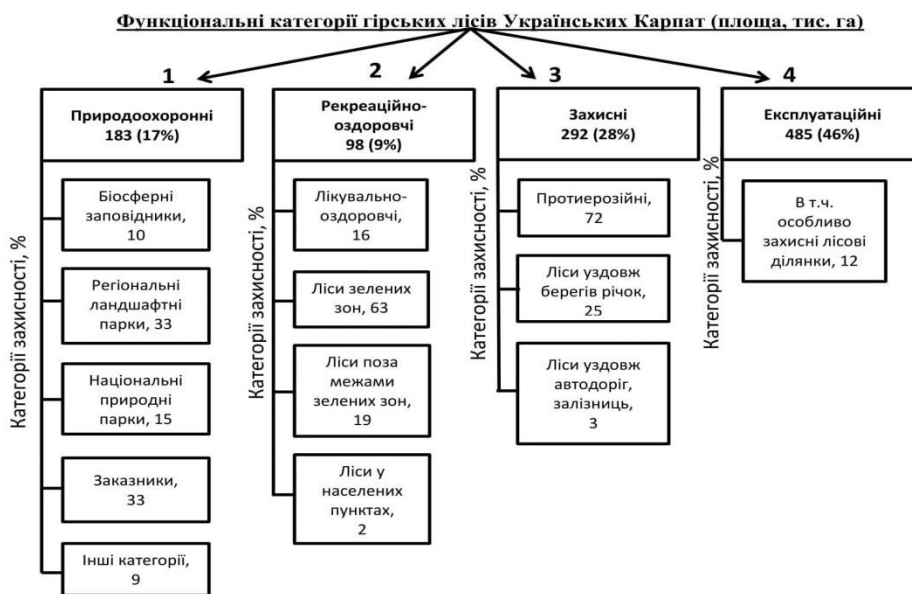 Функціональні категорії гірських лісів Українських Карпат (площа, тис. га)
1
2
3
4
Природоохоронні
183 (17%)
Категорії захисності, %
Біосферні
заповідники,
10
Регіональні
ландшафтні
парки, 33
Національні
природні
парки, 15
Заказники,
33
Інші категорії,
9
Рекреаційно-
оздоровчі
98 (9%)
Категорії захисності, %
Лікувально-
оздоровчі,
16
Ліси зелених
зон, 63
Ліси поза
межами
зелених зон,
19
Ліси у
населених
пунктах,
2
Захисні
292 (28%)
Категорії захисності, %
Протиерозійні,
72
Ліси уздовж
берегів річок,
25
Ліси уздовж
автодоріг,
залізниць,
3
Експлуатаційні
485 (46%)
Категорії захисності, %
В т.ч.
особливо
захисні лісові
ділянки, 12